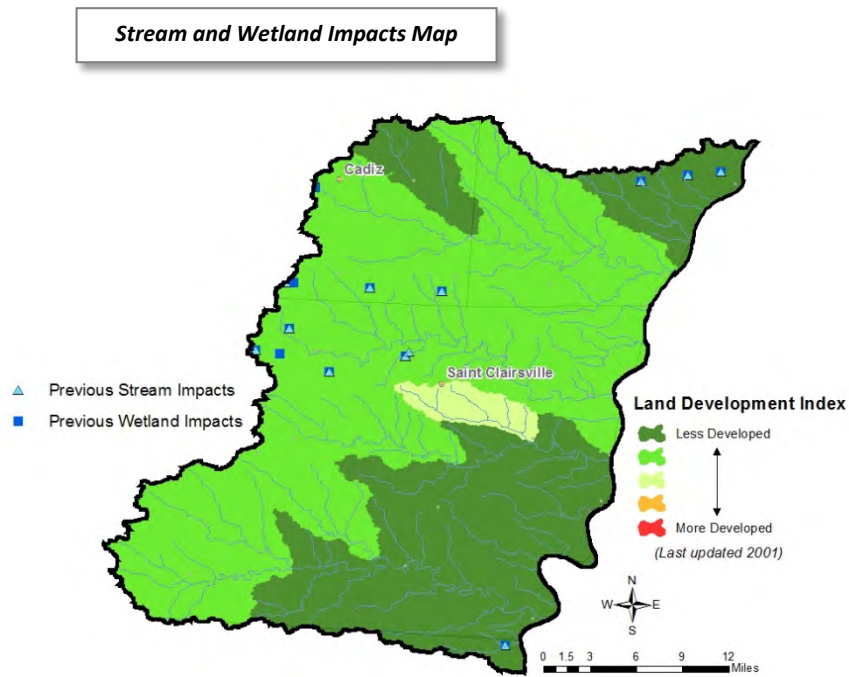 Stream and Wetland Impacts Map
Cadiz
Saint Clairsville
Previous Stream Impacts
Previous Wetland Impacts
Land Development Index
Less Developed
More Developed
(Last updated 2001)
N
W E
S
0 1.5 3 6 9 12
Miles